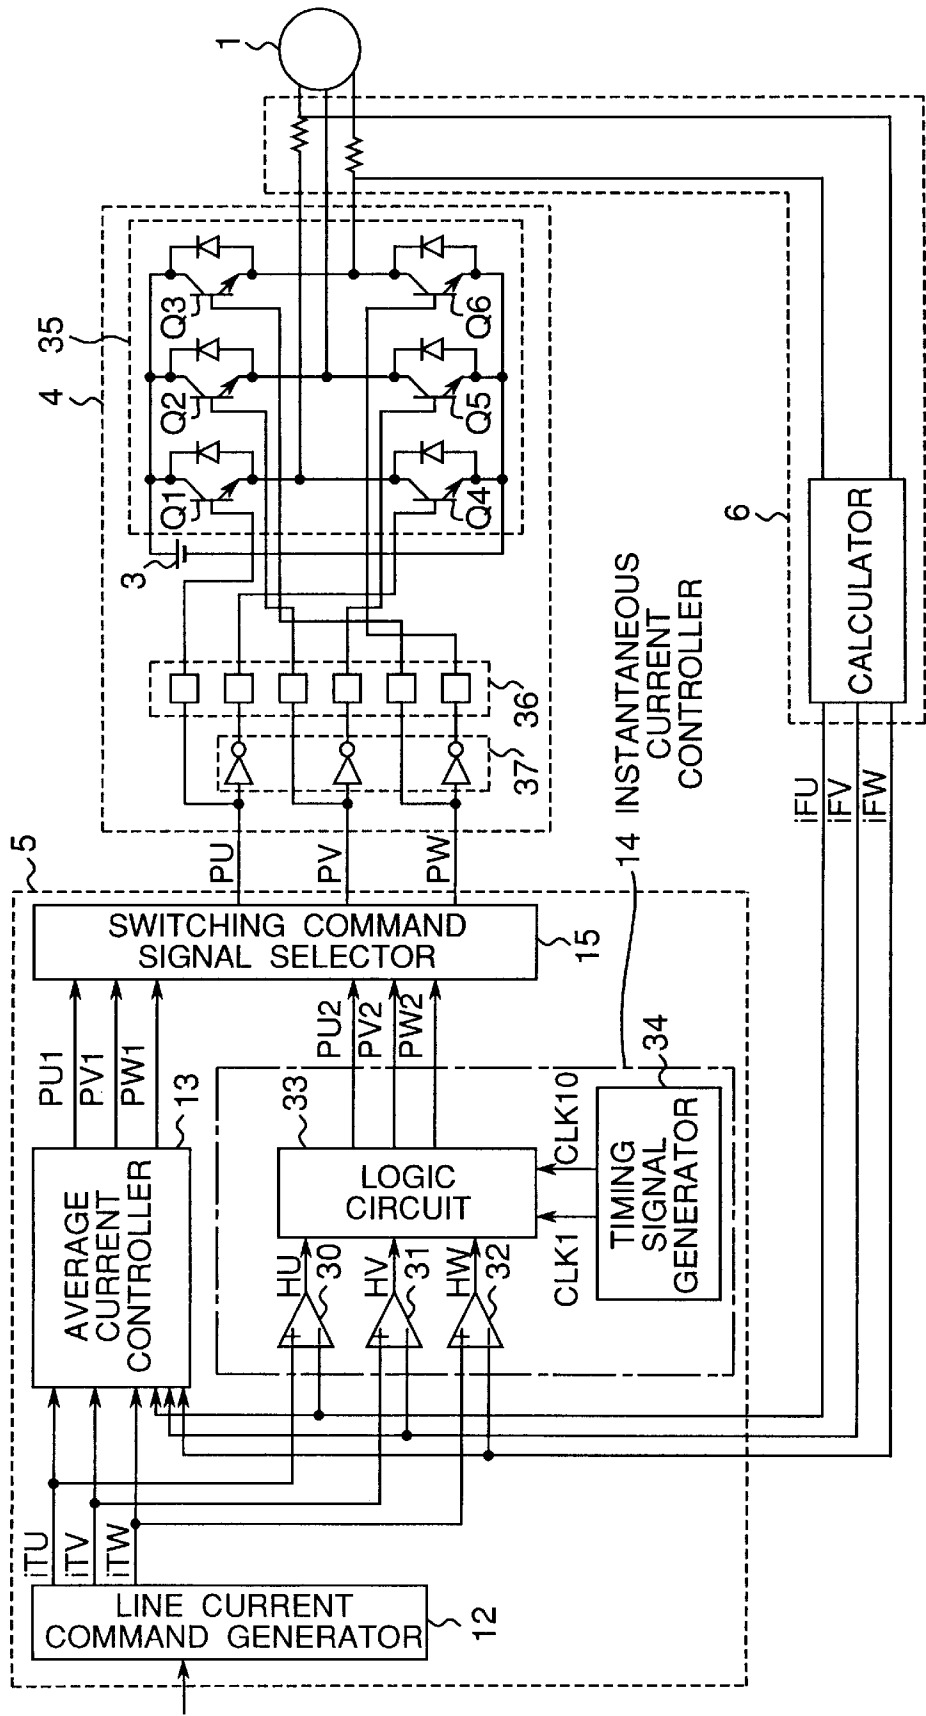 LINE CURRENT
COMMAND GENERATOR
12
iTU
iTV
iTW
5
AVERAGE
CURRENT
CONTROLLER
13
PU1
PV1
PW1
HU
30
HV
31
HW
32
LOGIC
CIRCUIT
33
CLK1
CLK10
TIMING
SIGNAL
GENERATOR
34
PU2
PV2
PW2
14 INSTANTANEOUS
CURRENT
CONTROLLER
SWITCHING COMMAND
SIGNAL SELECTOR
15
PU
PV
PW
37
36
4
35
3
Q1
Q2
Q3
Q4
Q5
Q6
1
6
CALCULATOR
iFU
iFV
iFW